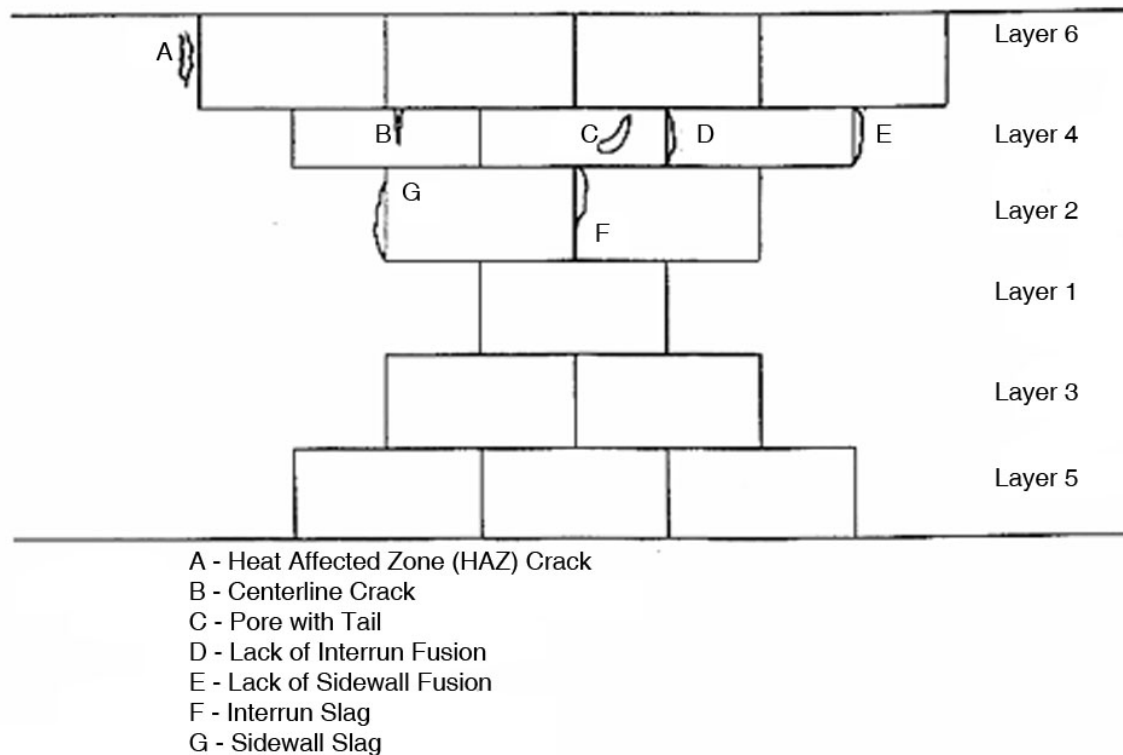 A
Layer 6
B
C
D
E
Layer 4
G
F
Layer 2
Layer 1
Layer 3
Layer 5
A - Heat Affected Zone (HAZ) Crack
B - Centerline Crack
C - Pore with Tail
D - Lack of Interrun Fusion
E - Lack of Sidewall Fusion
F - Interrun Slag
G - Sidewall Slag